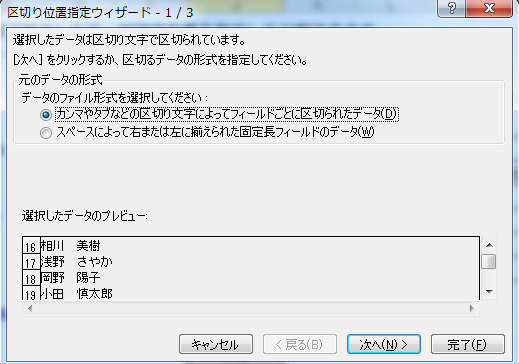 区切り位置指定ウィザード - 1 / 3
選択したデータは区切り文字で区切られています。
[次へ] をクリックするか、区切るデータの形式を指定してください。
元のデータの形式
データのファイル形式を選択してください:
カンマやタブなどの区切り文字によってフィールドごとに区切られたデータ(D)
スペースによって右または左に揃えられた固定長フィールドのデータ(W)
選択したデータのプレビュー:
16 相川　美樹
17 浅野　さやか
18 岡野　陽子
19 小田　慎太郎
キャンセル < 戻る(B) 次へ(N) > 完了(F)